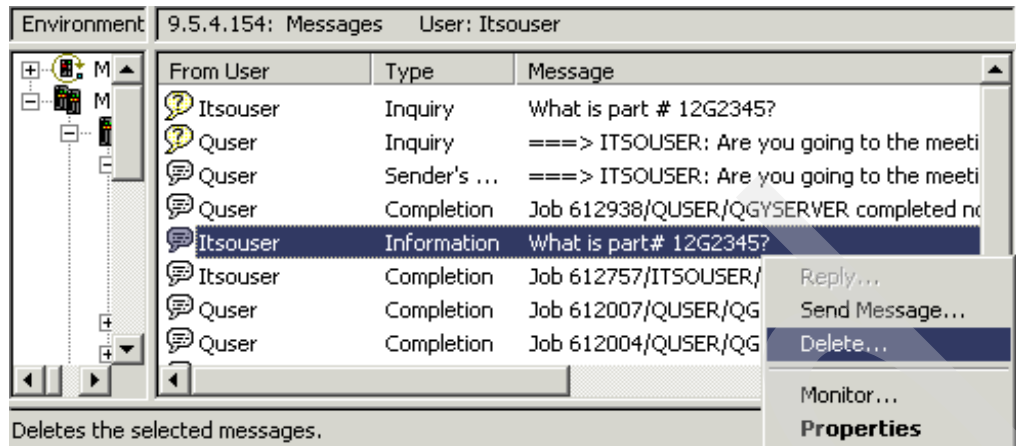 Environment 9.5.4.154: Messages User: Itsouser
M
M
From User Type Message
Itsouser Inquiry What is part # 12G2345?
Quser Inquiry ===> ITSOUSER: Are you going to the meeti
Quser Sender's ... ===> ITSOUSER: Are you going to the meeti
Quser Completion Job 612938/QUSER/QGYSERVER completed no
Itsouser Information What is part# 12G2345?
Itsouser Completion Job 612757/ITSOUSER/
Quser Completion Job 612007/QUSER/QG
Quser Completion Job 612004/QUSER/QG
Reply...
Send Message...
Delete...
Monitor...
Properties
Deletes the selected messages.